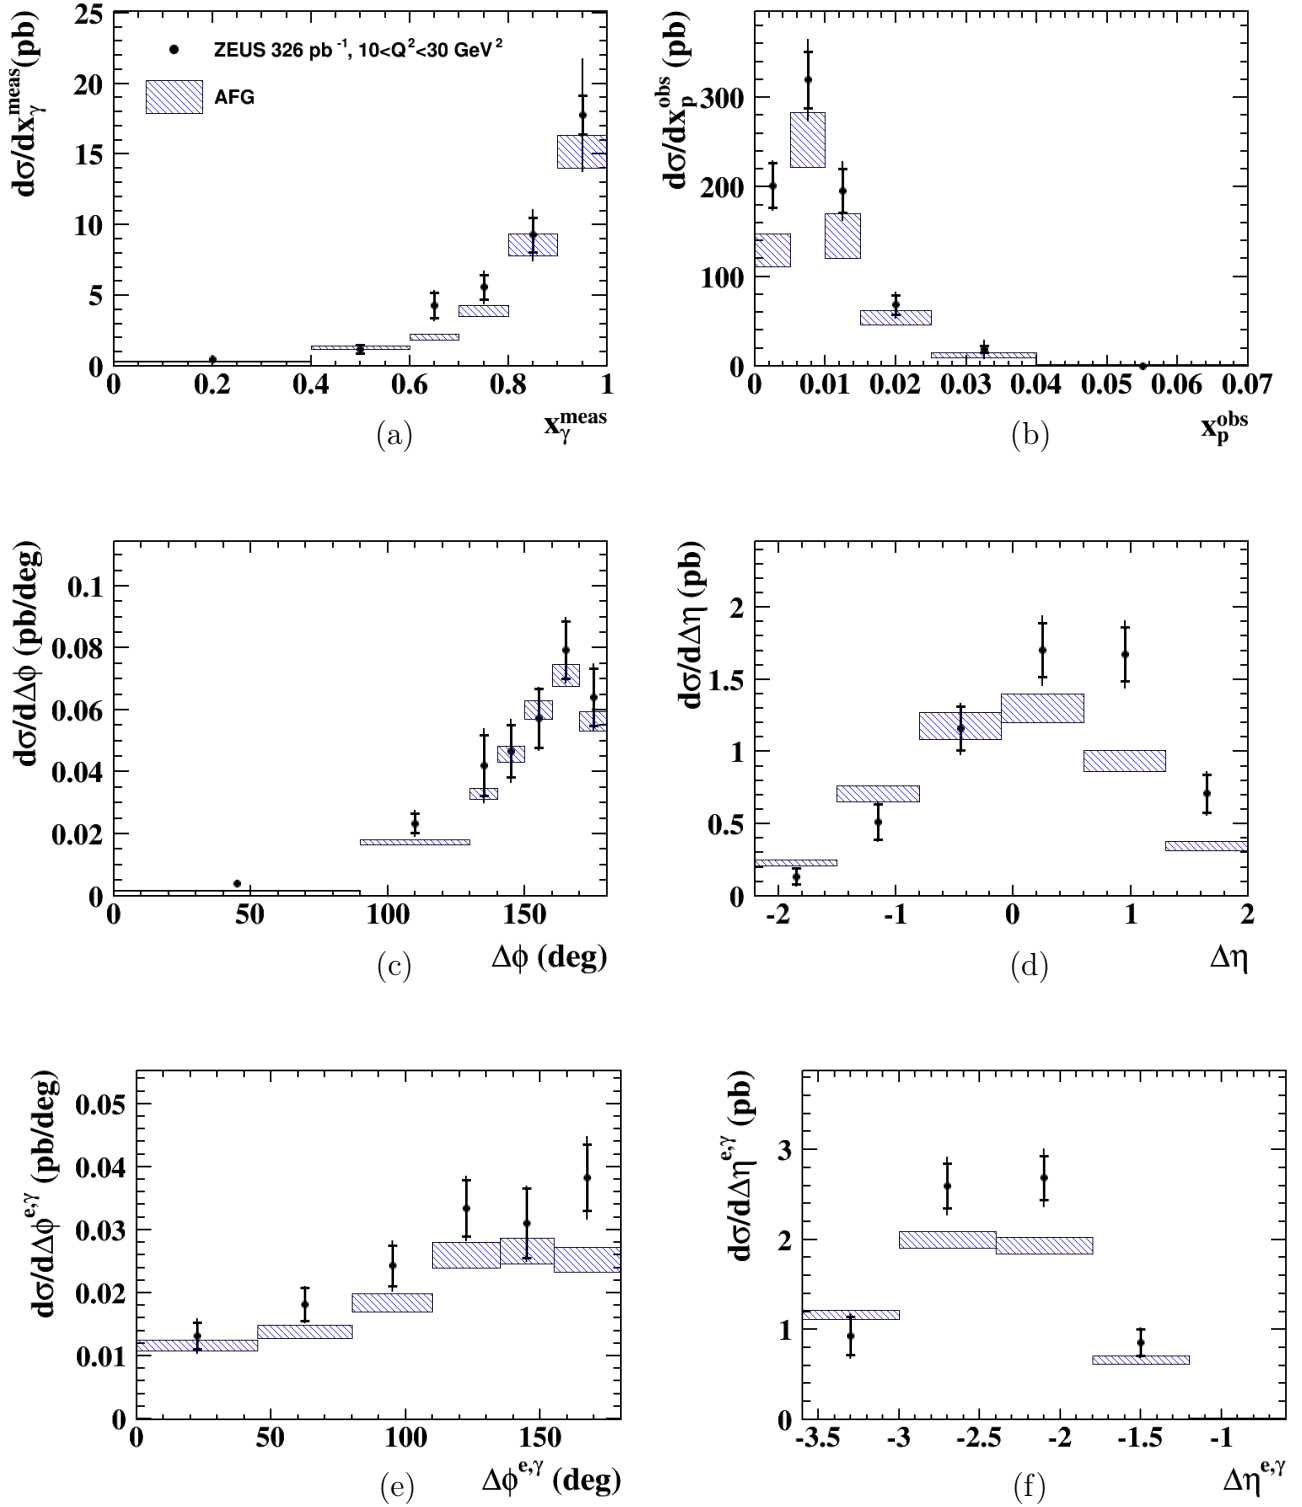 dσ/dx_γ^meas (pb)
25
20
15
10
5
0
ZEUS 326 pb⁻¹, 10<Q²<30 GeV²
AFG
0 0.2 0.4 0.6 0.8 1
(a) x_γ^meas
dσ/dx_p^obs (pb)
300
200
100
0
0 0.01 0.02 0.03 0.04 0.05 0.06 0.07
(b) x_p^obs
dσ/dΔϕ (pb/deg)
0.1
0.08
0.06
0.04
0.02
0
0 50 100 150
(c) Δϕ (deg)
dσ/dΔη (pb)
2
1.5
1
0.5
0
-2 -1 0 1 2
(d) Δη
dσ/dΔϕ^e,γ (pb/deg)
0.05
0.04
0.03
0.02
0.01
0
0 50 100 150
(e) Δϕ^e,γ (deg)
dσ/dΔη^e,γ (pb)
3
2
1
0
-3.5 -3 -2.5 -2 -1.5 -1
(f) Δη^e,γ